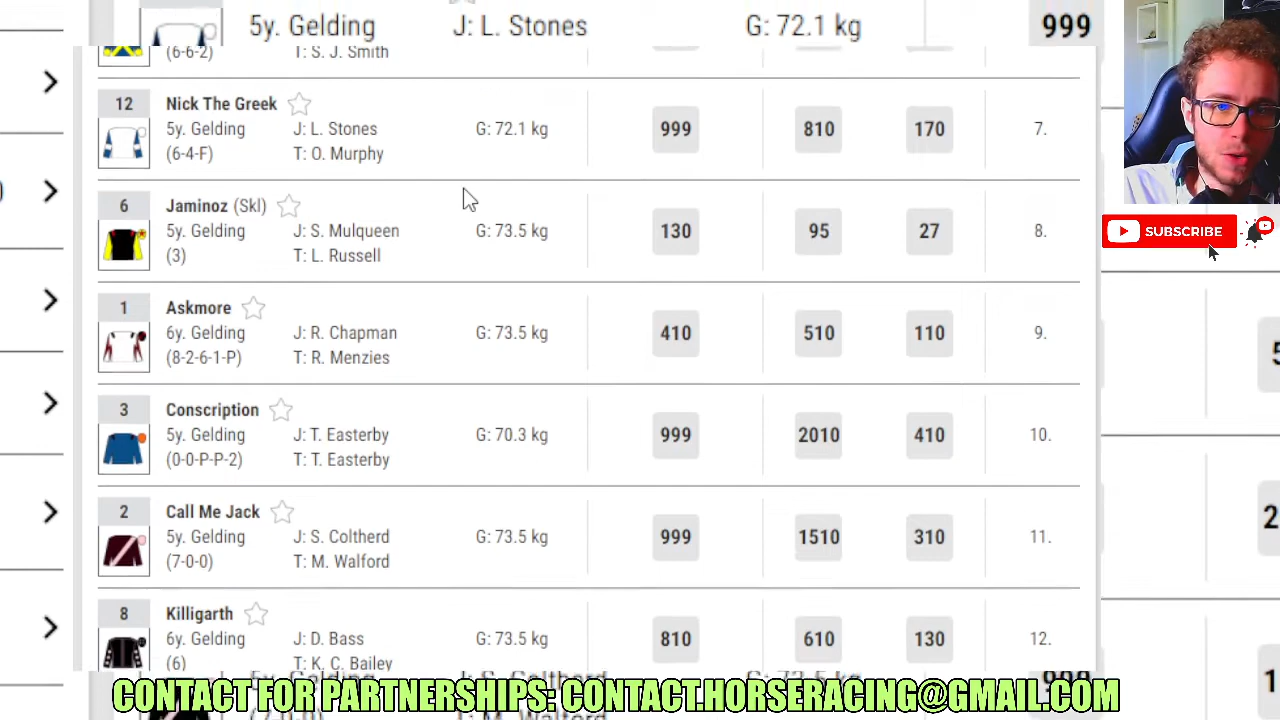 5y. Gelding J: L. Stones G: 72.1 kg 999
(6-6-2) T: S. J. Smith
12 Nick The Greek
5y. Gelding J: L. Stones G: 72.1 kg 999 810 170 7.
(6-4-F) T: O. Murphy
6 Jaminoz (Skl)
5y. Gelding J: S. Mulqueen G: 73.5 kg 130 95 27 8.
(3) T: L. Russell
SUBSCRIBE
1 Askmore
6y. Gelding J: R. Chapman G: 73.5 kg 410 510 110 9.
(8-2-6-1-P) T: R. Menzies
3 Conscription
5y. Gelding J: T. Easterby G: 70.3 kg 999 2010 410 10.
(0-0-P-P-2) T: T. Easterby
2 Call Me Jack
5y. Gelding J: S. Coltherd G: 73.5 kg 999 1510 310 11.
(7-0-0) T: M. Walford
8 Killigarth
6y. Gelding J: D. Bass G: 73.5 kg 810 610 130 12.
(6) T: K. C. Bailey
CONTACT FOR PARTNERSHIPS: CONTACT.HORSERACING@GMAIL.COM